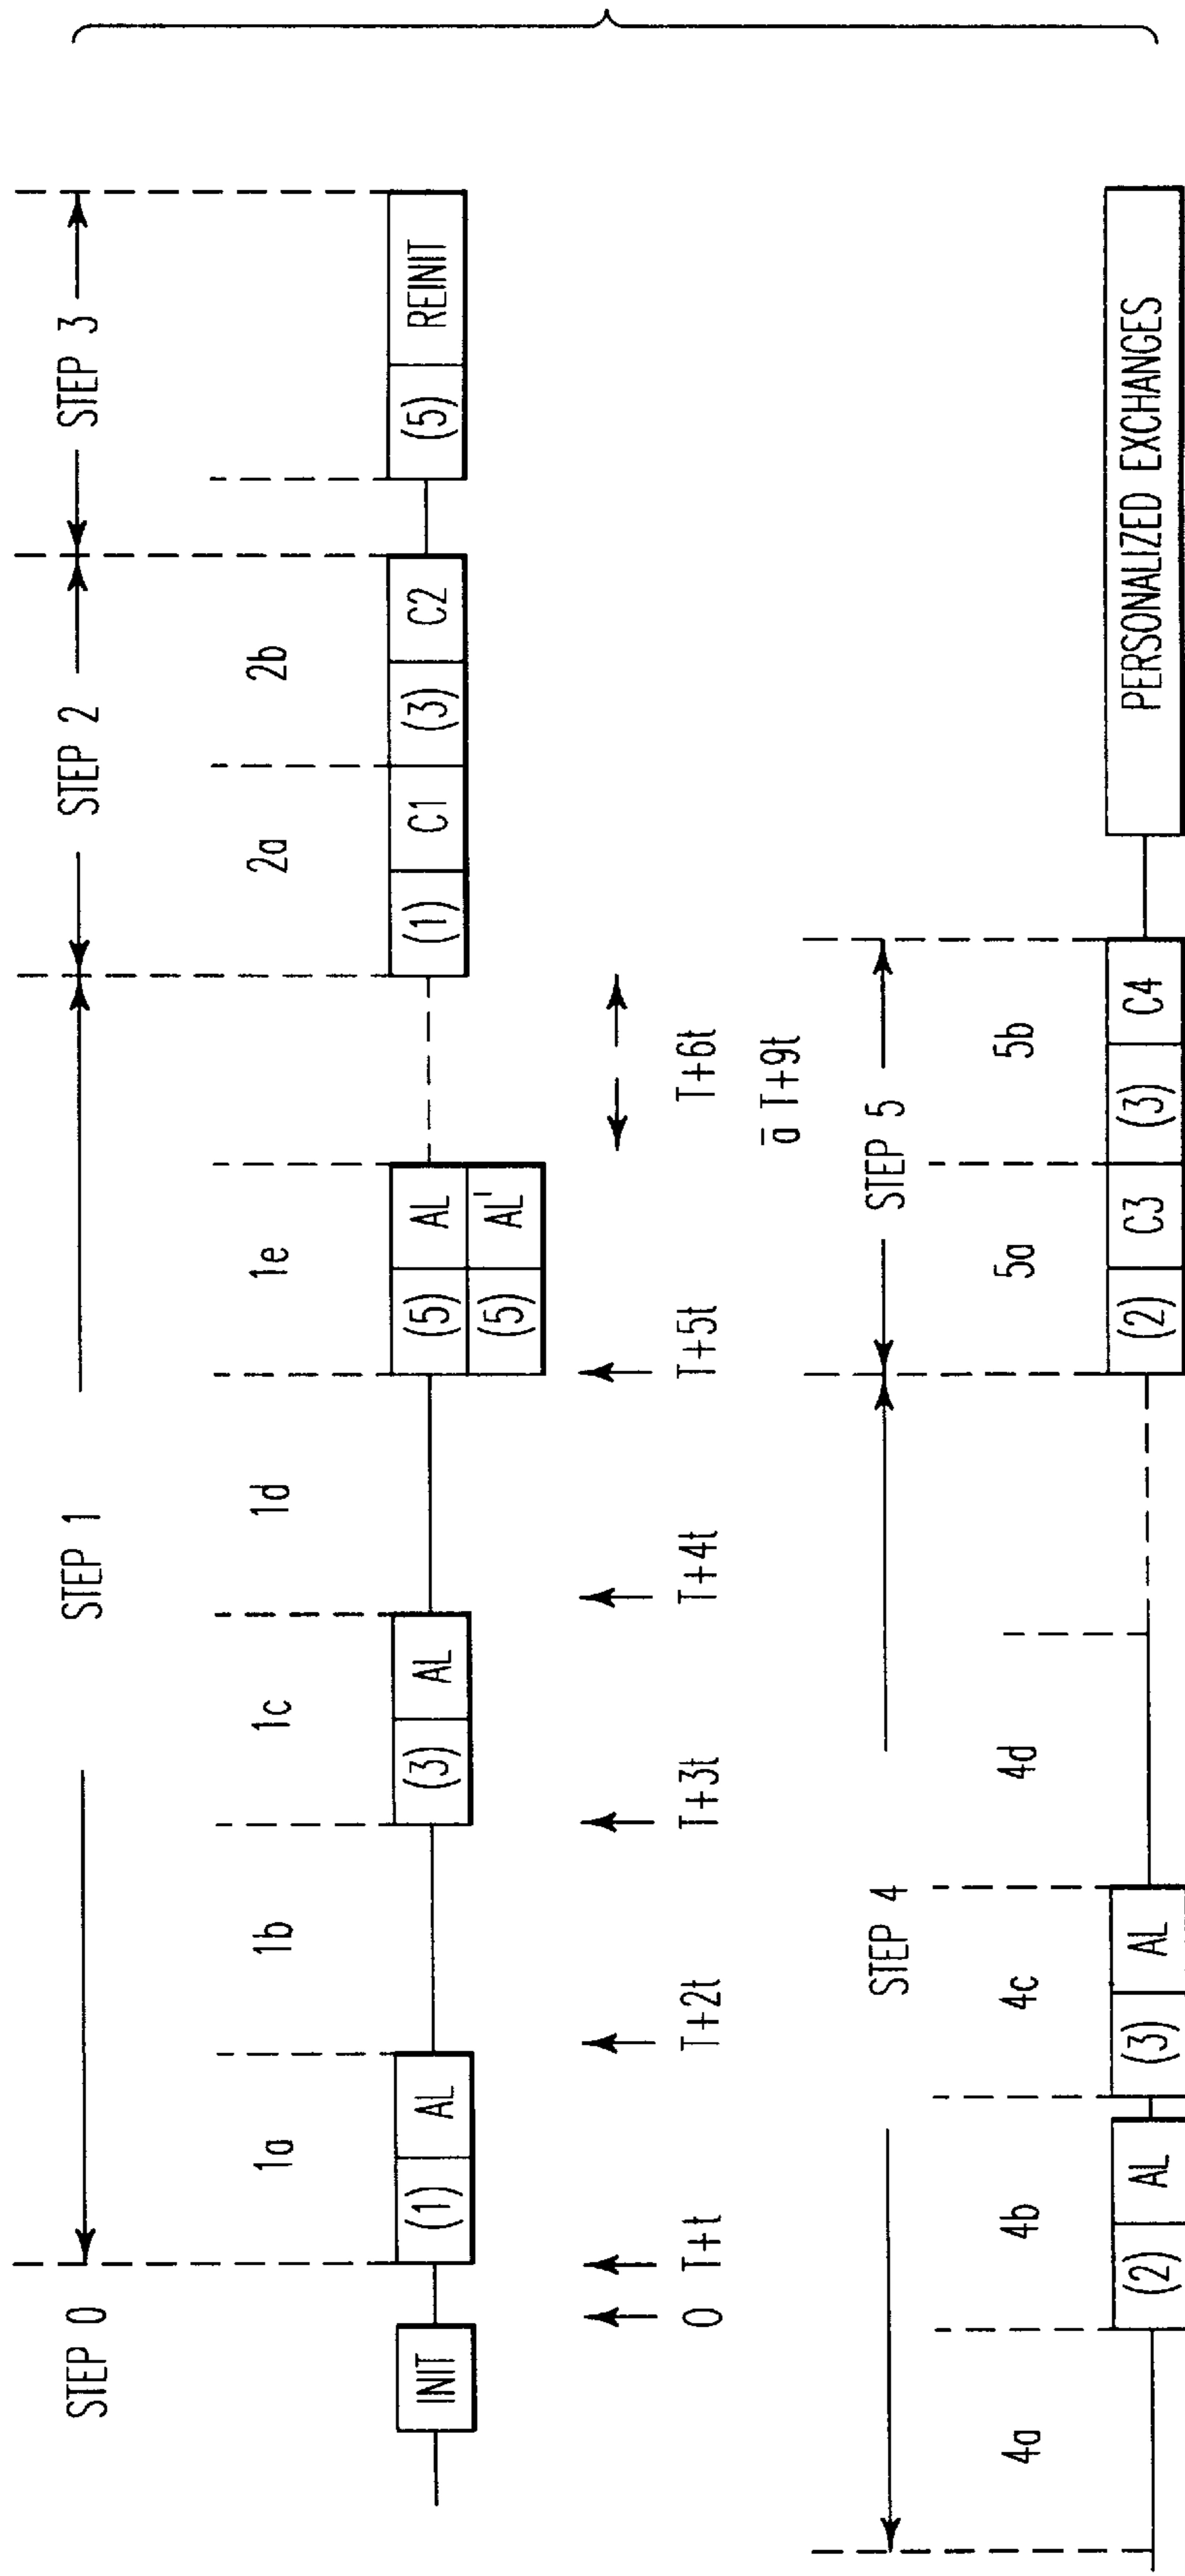 STEP 0
STEP 1
STEP 2
STEP 3
1a
1b
1c
1d
1e
2a
2b
INIT
(1) AL
(3) AL
(5) AL
(5) AL'
(1) C1 (3) C2
(5) REINIT
0
T+t
T+2t
T+3t
T+4t
T+5t
T+6t
ā T+9t
STEP 4
STEP 5
4a
4b
4c
4d
5a
5b
(2) AL
(3) AL
(2) C3 (3) C4
PERSONALIZED EXCHANGES